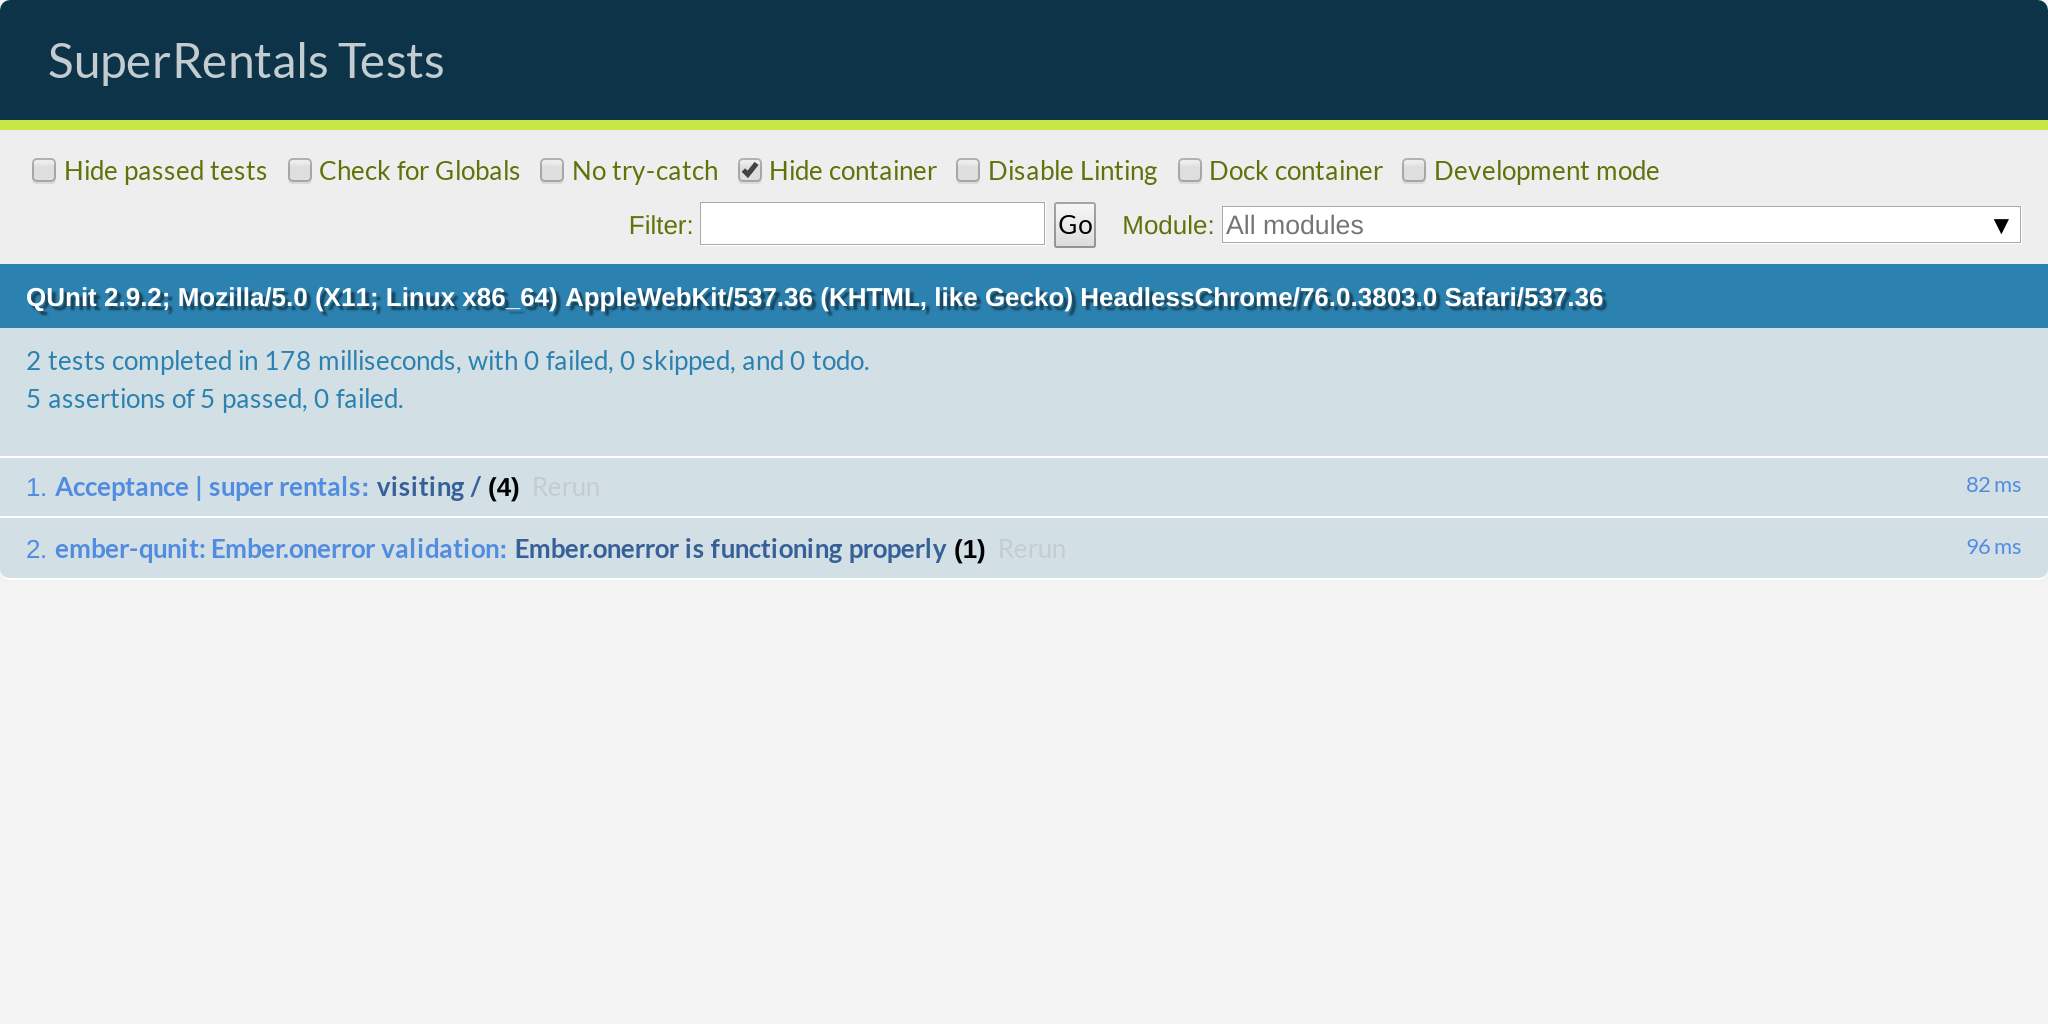 SuperRentals Tests
Hide passed tests Check for Globals No try-catch Hide container Disable Linting Dock container Development mode
Filter: Go Module: All modules ▼
QUnit 2.9.2; Mozilla/5.0 (X11; Linux x86_64) AppleWebKit/537.36 (KHTML, like Gecko) HeadlessChrome/76.0.3803.0 Safari/537.36
2 tests completed in 178 milliseconds, with 0 failed, 0 skipped, and 0 todo.
5 assertions of 5 passed, 0 failed.
1. Acceptance | super rentals: visiting / (4) Rerun 82 ms
2. ember-qunit: Ember.onerror validation: Ember.onerror is functioning properly (1) Rerun 96 ms